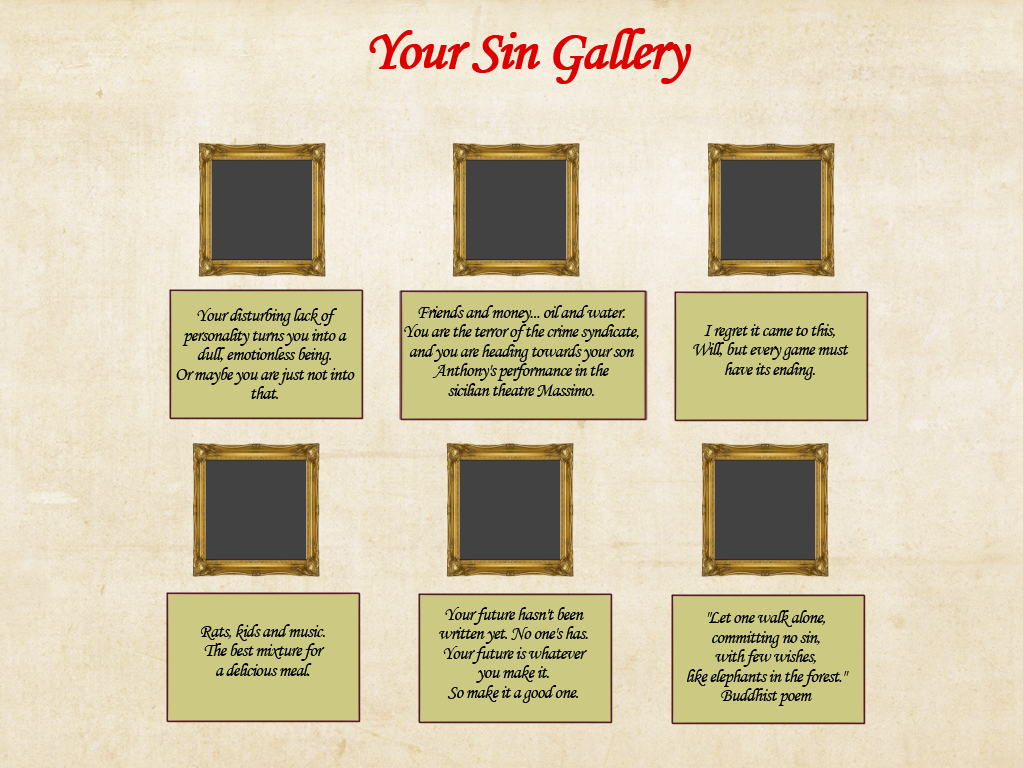 Your Sin Gallery
Your disturbing lack of
personality turns you into a
dull, emotionless being.
Or maybe you are just not into
that.
Friends and money... oil and water.
You are the terror of the crime syndicate,
and you are heading towards your son
Anthony's performance in the
sicilian theatre Massimo.
I regret it came to this,
Will, but every game must
have its ending.
Rats, kids and music.
The best mixture for
a delicious meal.
Your future hasn't been
written yet. No one's has.
Your future is whatever
you make it.
So make it a good one.
"Let one walk alone,
committing no sin,
with few wishes,
like elephants in the forest."
Buddhist poem